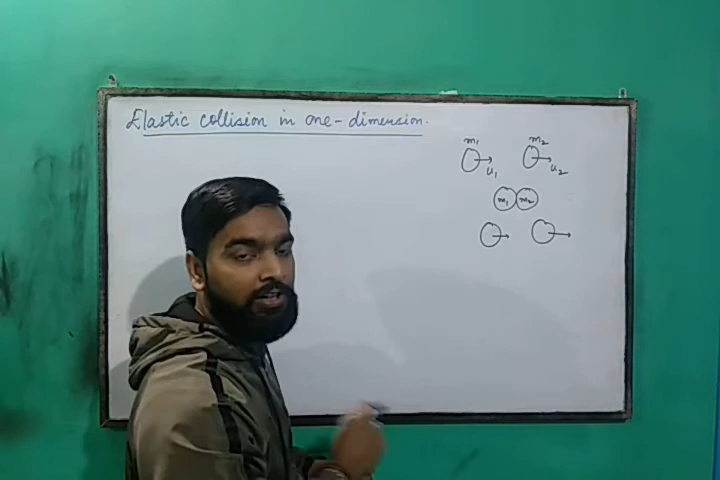 Elastic collision in one-dimension.
m₁ m₂
u₁ u₂
m₁ m₂